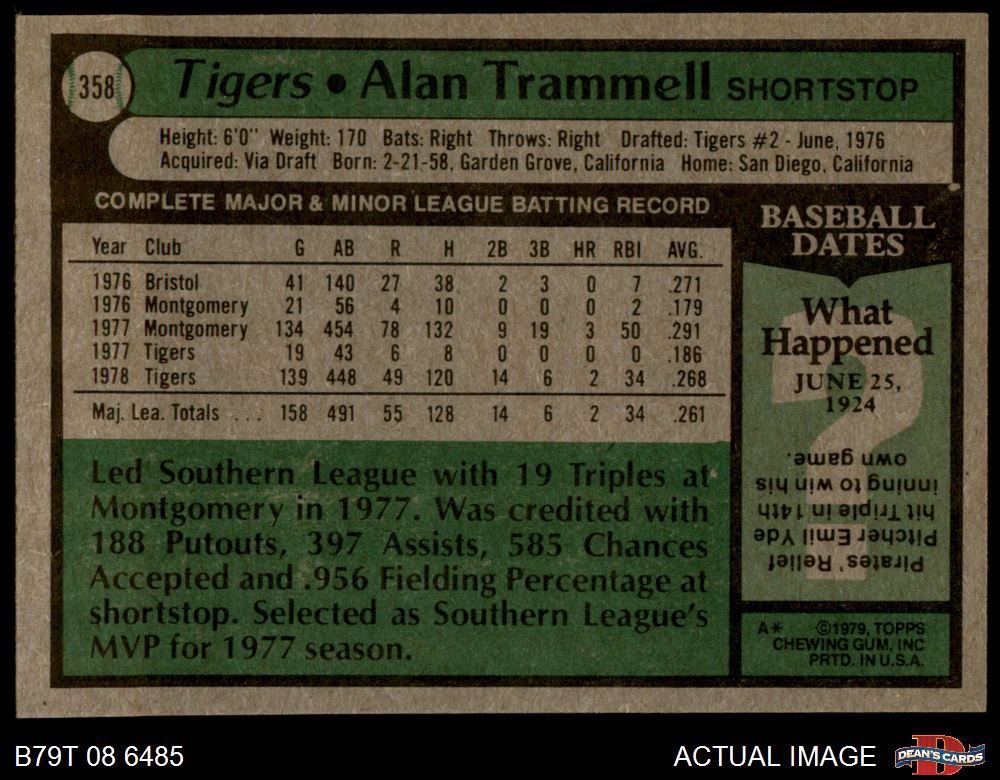 358
Tigers • Alan Trammell SHORTSTOP
Height: 6'0" Weight: 170 Bats: Right Throws: Right Drafted: Tigers #2 - June, 1976
Acquired: Via Draft Born: 2-21-58, Garden Grove, California Home: San Diego, California
COMPLETE MAJOR & MINOR LEAGUE BATTING RECORD
Year Club G AB R H 2B 3B HR RBI AVG.
1976 Bristol 41 140 27 38 2 3 0 7 .271
1976 Montgomery 21 56 4 10 0 0 0 2 .179
1977 Montgomery 134 454 78 132 9 19 3 50 .291
1977 Tigers 19 43 6 8 0 0 0 0 .186
1978 Tigers 139 448 49 120 14 6 2 34 .268
Maj. Lea. Totals . . . 158 491 55 128 14 6 2 34 .261
Led Southern League with 19 Triples at
Montgomery in 1977. Was credited with
188 Putouts, 397 Assists, 585 Chances
Accepted and .956 Fielding Percentage at
shortstop. Selected as Southern League's
MVP for 1977 season.
BASEBALL
DATES
What
Happened
JUNE 25,
1924
?
Pirates' Relief
Pitcher Emil Yde
hit Triple in 14th
inning to win his
own game.
A* ©1979, TOPPS
CHEWING GUM, INC
PRTD. IN U.S.A.
B79T 08 6485
ACTUAL IMAGE
D
DEAN'S CARDS